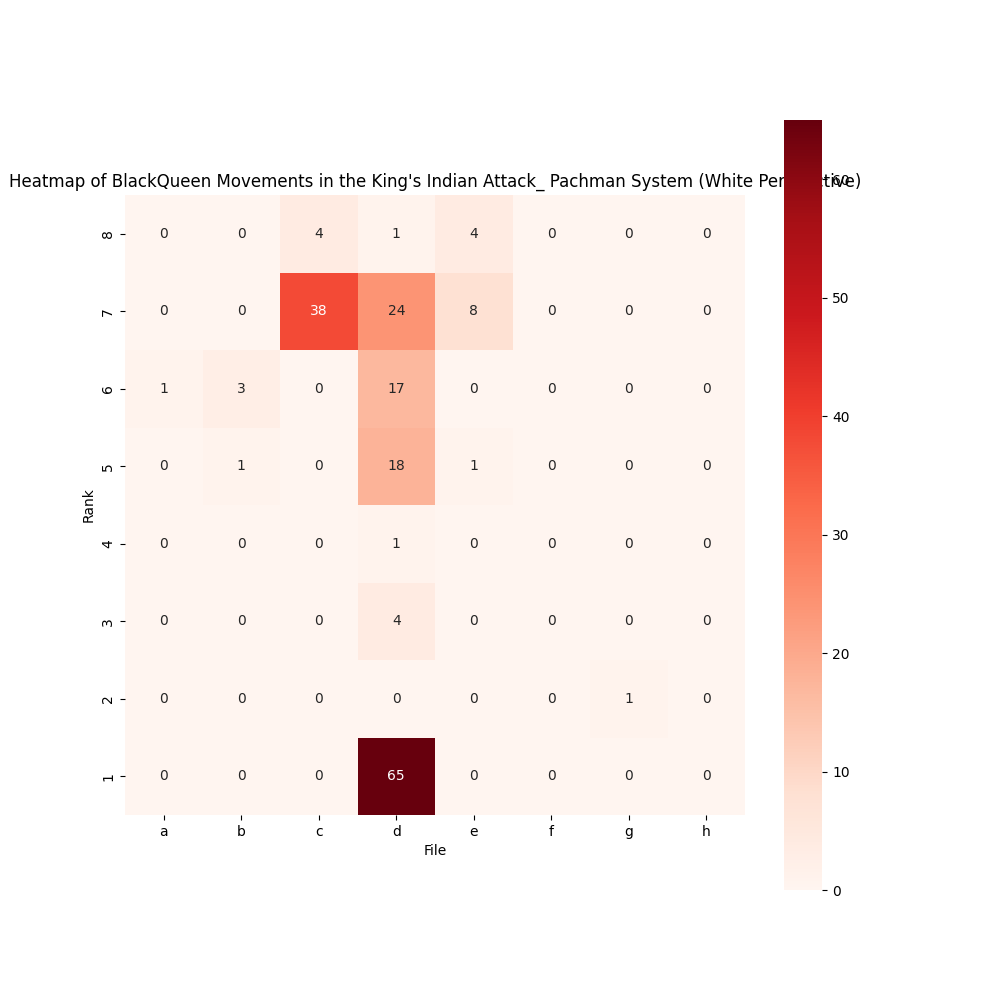 Heatmap of BlackQueen Movements in the King's Indian Attack_ Pachman System (White Perspective)
60
8 0 0 4 1 4 0 0 0
7 0 0 38 24 8 0 0 0
50
6 1 3 0 17 0 0 0 0
40
5 0 1 0 18 1 0 0 0
Rank
30
4 0 0 0 1 0 0 0 0
3 0 0 0 4 0 0 0 0
20
2 0 0 0 0 0 0 1 0
10
1 0 0 0 65 0 0 0 0
a b c d e f g h
File
0